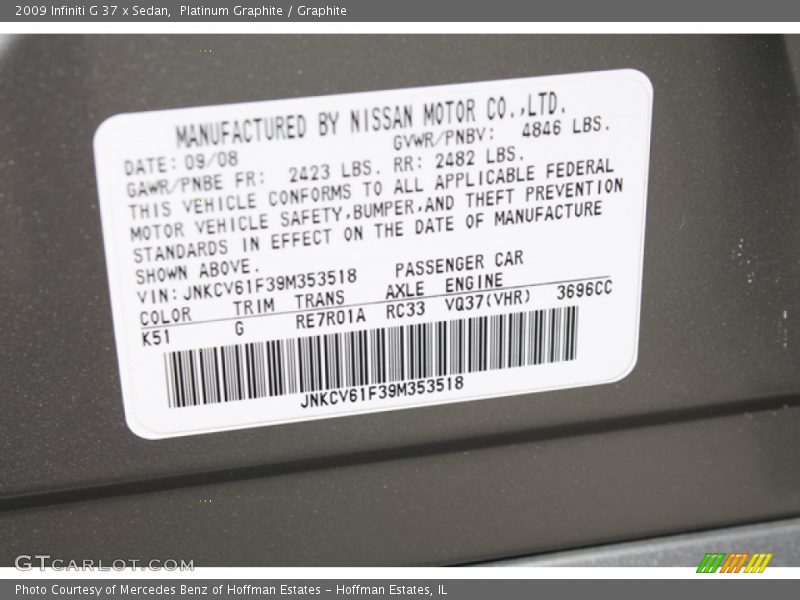 2009 Infiniti G 37 x Sedan, Platinum Graphite / Graphite
MANUFACTURED BY NISSAN MOTOR CO.,LTD.
DATE: 09/08 GVWR/PNBV: 4846 LBS.
GAWR/PNBE FR: 2423 LBS. RR: 2482 LBS.
THIS VEHICLE CONFORMS TO ALL APPLICABLE FEDERAL
MOTOR VEHICLE SAFETY,BUMPER,AND THEFT PREVENTION
STANDARDS IN EFFECT ON THE DATE OF MANUFACTURE
SHOWN ABOVE.
VIN: JNKCV61F39M353518 PASSENGER CAR
COLOR TRIM TRANS AXLE ENGINE
K51 G RE7R01A RC33 VQ37(VHR) 3696CC
JNKCV61F39M353518
GTCARLOT.COM
Photo Courtesy of Mercedes Benz of Hoffman Estates - Hoffman Estates, IL